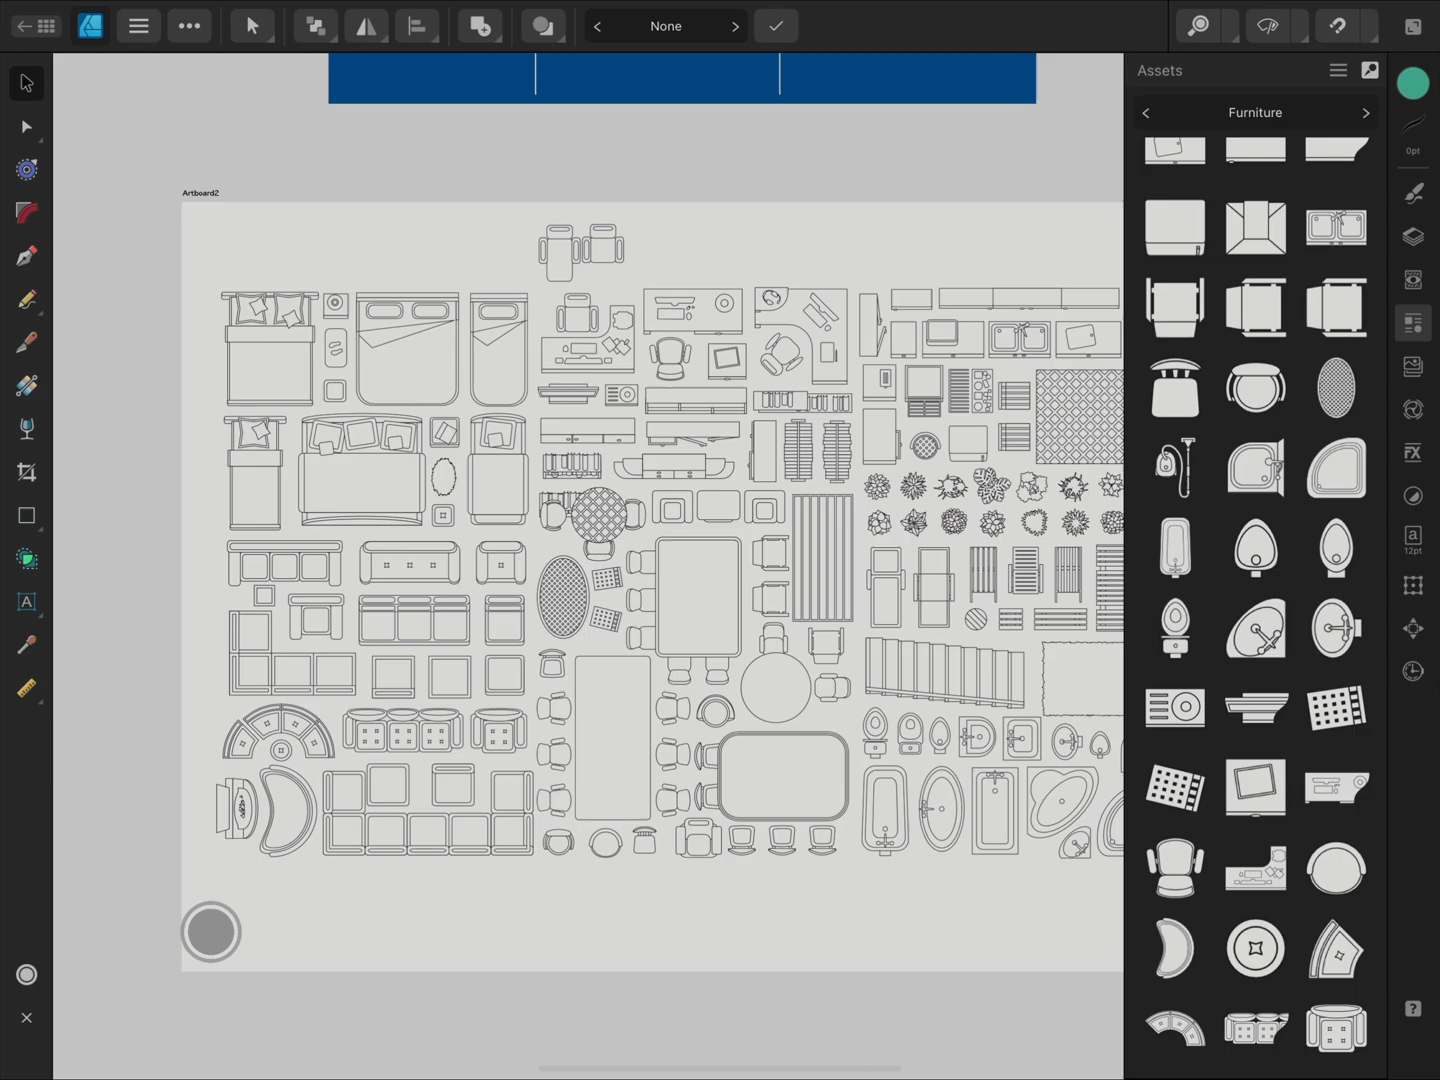 None
Assets
Furniture
0pt
Artboard2
FX
a
12pt
A
?